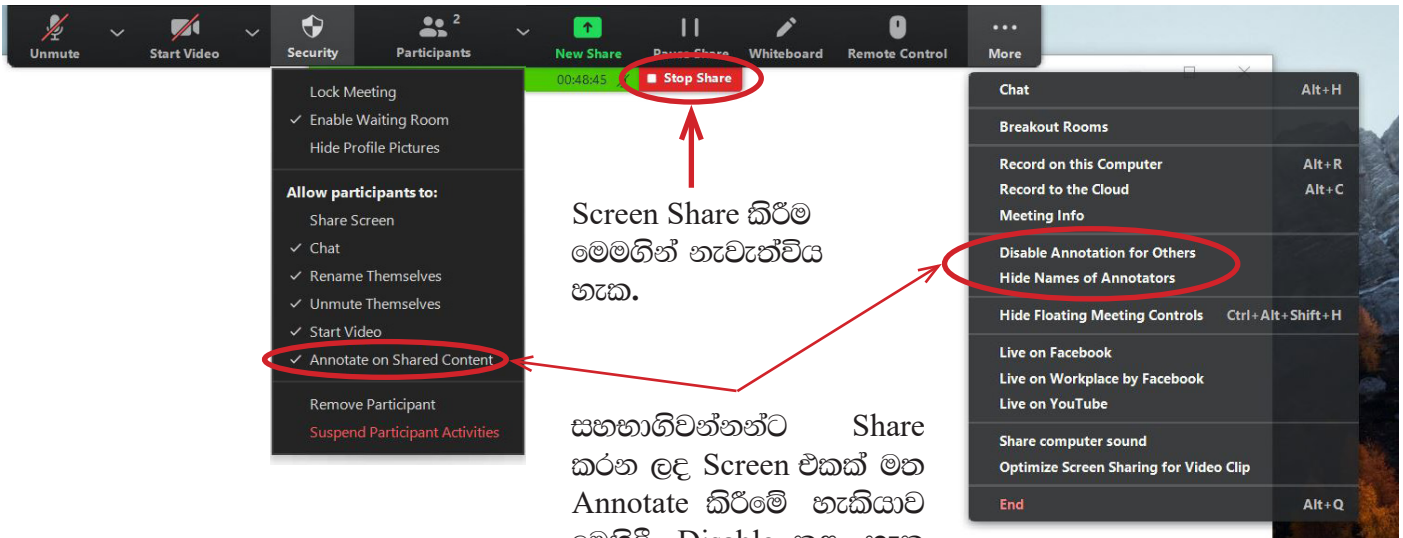 2
Unmute Start Video Security Participants New Share Pause Share Whiteboard Remote Control More
00:48:45 Stop Share
Lock Meeting
Enable Waiting Room
Hide Profile Pictures
Allow participants to:
Share Screen
Chat
Rename Themselves
Unmute Themselves
Start Video
Annotate on Shared Content
Remove Participant
Suspend Participant Activities
Screen Share කිරීම
මෙමගින් නැවැත්විය
හැක.
සහභාගිවන්නන්ට Share
කරන ලද Screen එකක් මත
Annotate කිරීමේ හැකියාව
Disable
Chat Alt+H
Breakout Rooms
Record on this Computer Alt+R
Record to the Cloud Alt+C
Meeting Info
Disable Annotation for Others
Hide Names of Annotators
Hide Floating Meeting Controls Ctrl+Alt+Shift+H
Live on Facebook
Live on Workplace by Facebook
Live on YouTube
Share computer sound
Optimize Screen Sharing for Video Clip
End Alt+Q